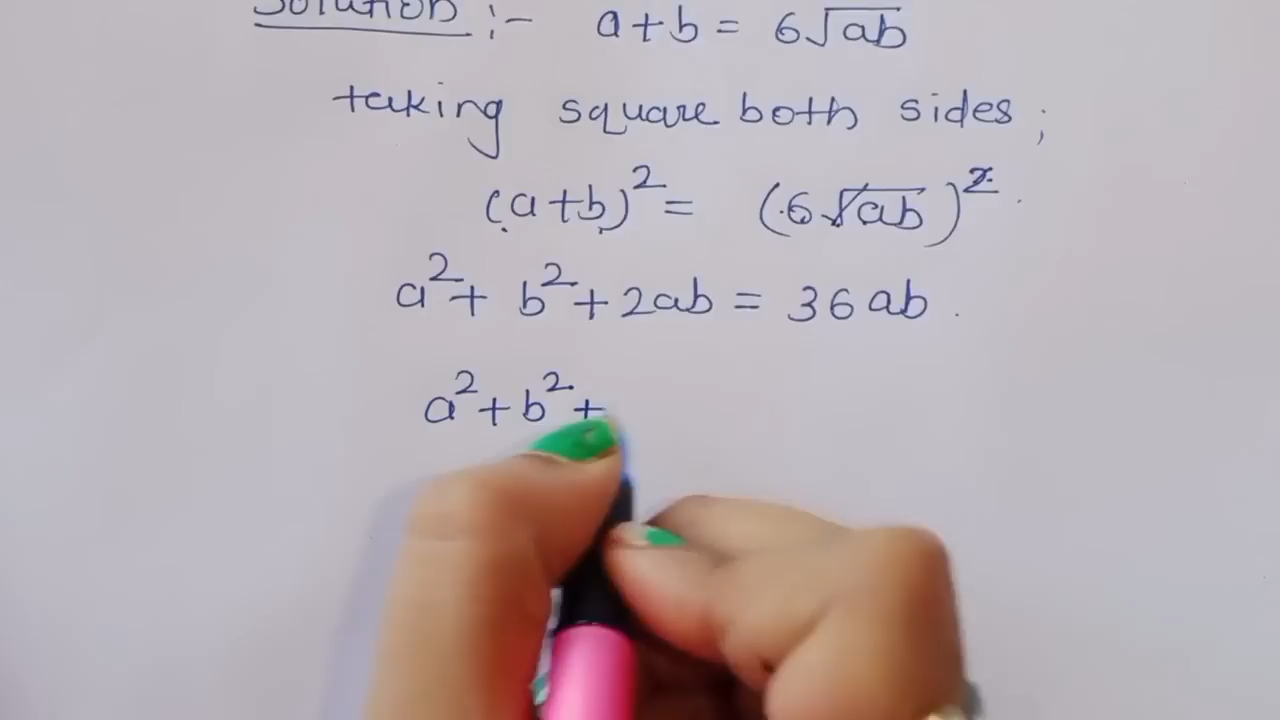 Solution :- a+b = 6√ab
taking square both sides;
(a+b)² = (6√ab)².
a² + b² + 2ab = 36ab.
a² + b² +